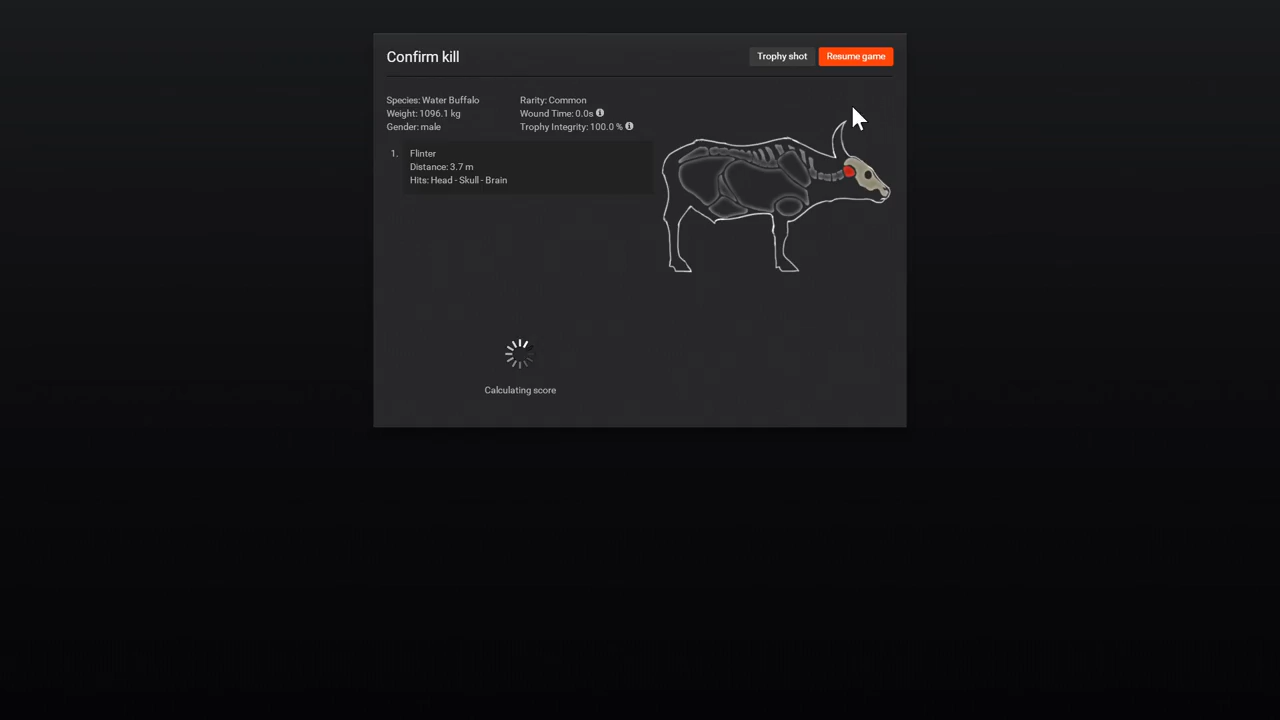 Confirm kill
Trophy shot
Resume game
Species: Water Buffalo
Weight: 1096.1 kg
Gender: male
Rarity: Common
Wound Time: 0.0s
Trophy Integrity: 100.0 %
1.
Flinter
Distance: 3.7 m
Hits: Head - Skull - Brain
Calculating score